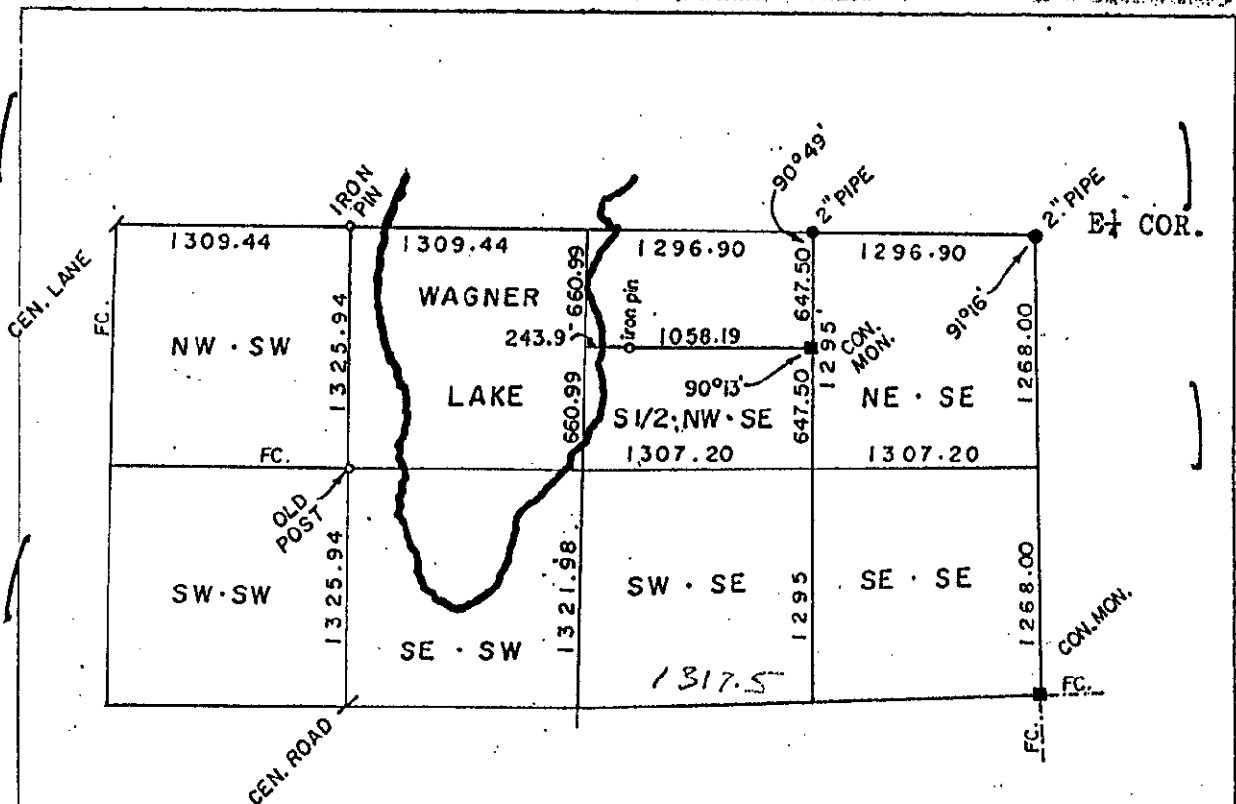 90°49'
IRON PIN
2" PIPE
2" PIPE
E¼ COR.
1309.44
1309.44
1296.90
1296.90
CEN. LANE
FC.
660.99
647.50
91°16'
WAGNER
iron pin
1325.94
243.9
1058.19
1295'
CON. MON.
1268.00
NW · SW
90°13'
LAKE
NE · SE
660.99
S1/2; NW · SE
647.50
FC.
1307.20
1307.20
OLD POST
1325.94
1321.98
1295
1268.00
SW · SW
SW · SE
SE · SE
CON. MON.
SE · SW
1317.5
FC.
FC.
CEN. ROAD